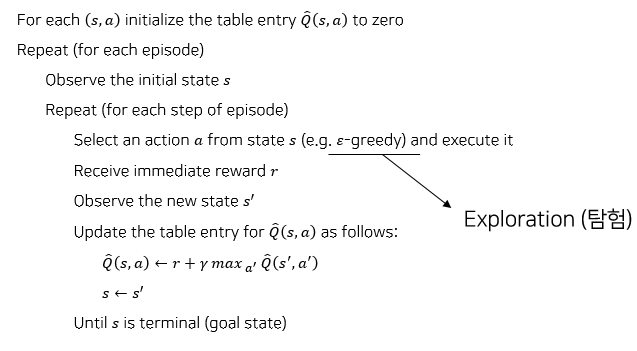 For each (s, a) initialize the table entry Q̂(s, a) to zero
Repeat (for each episode)
Observe the initial state s
Repeat (for each step of episode)
Select an action a from state s (e.g. ε-greedy) and execute it
Receive immediate reward r
Observe the new state s′
Exploration (탐험)
Update the table entry for Q̂(s, a) as follows:
Q̂(s, a) ← r + γ max a′ Q̂(s′, a′)
s ← s′
Until s is terminal (goal state)